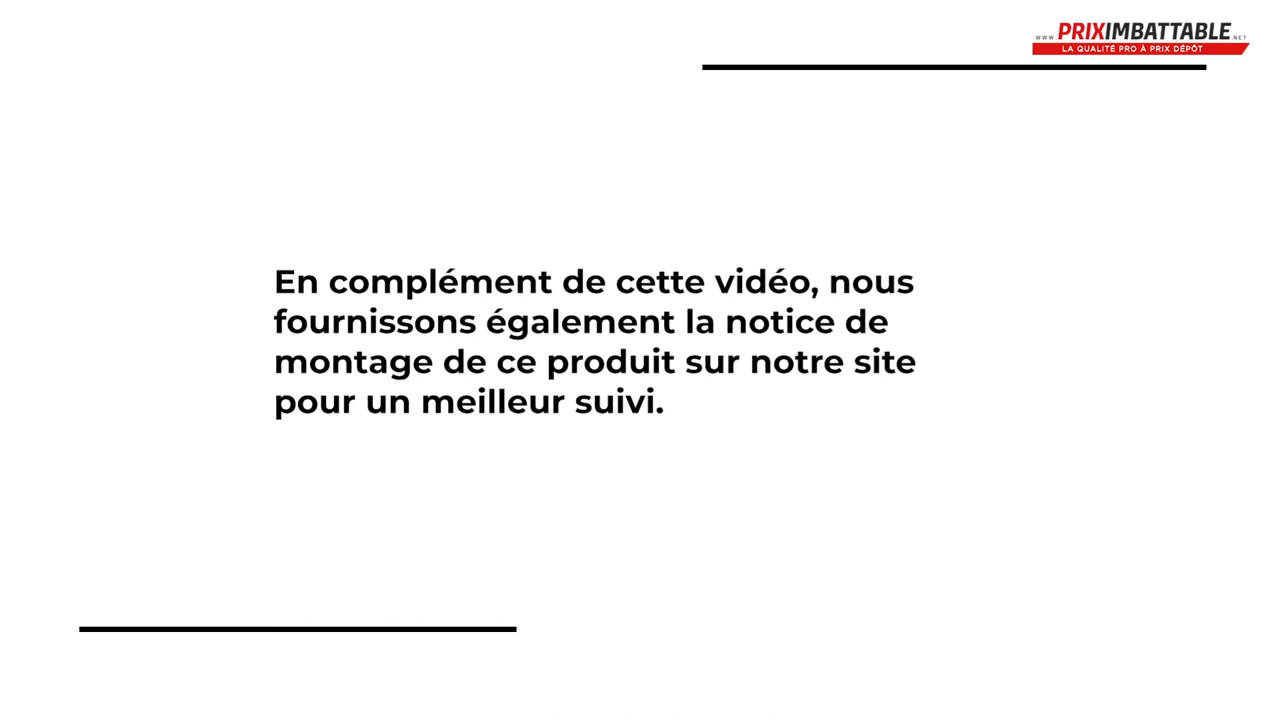 WWW.PRIXIMBATTABLE.NET
LA QUALITÉ PRO À PRIX DÉPÔT
En complément de cette vidéo, nous
fournissons également la notice de
montage de ce produit sur notre site
pour un meilleur suivi.